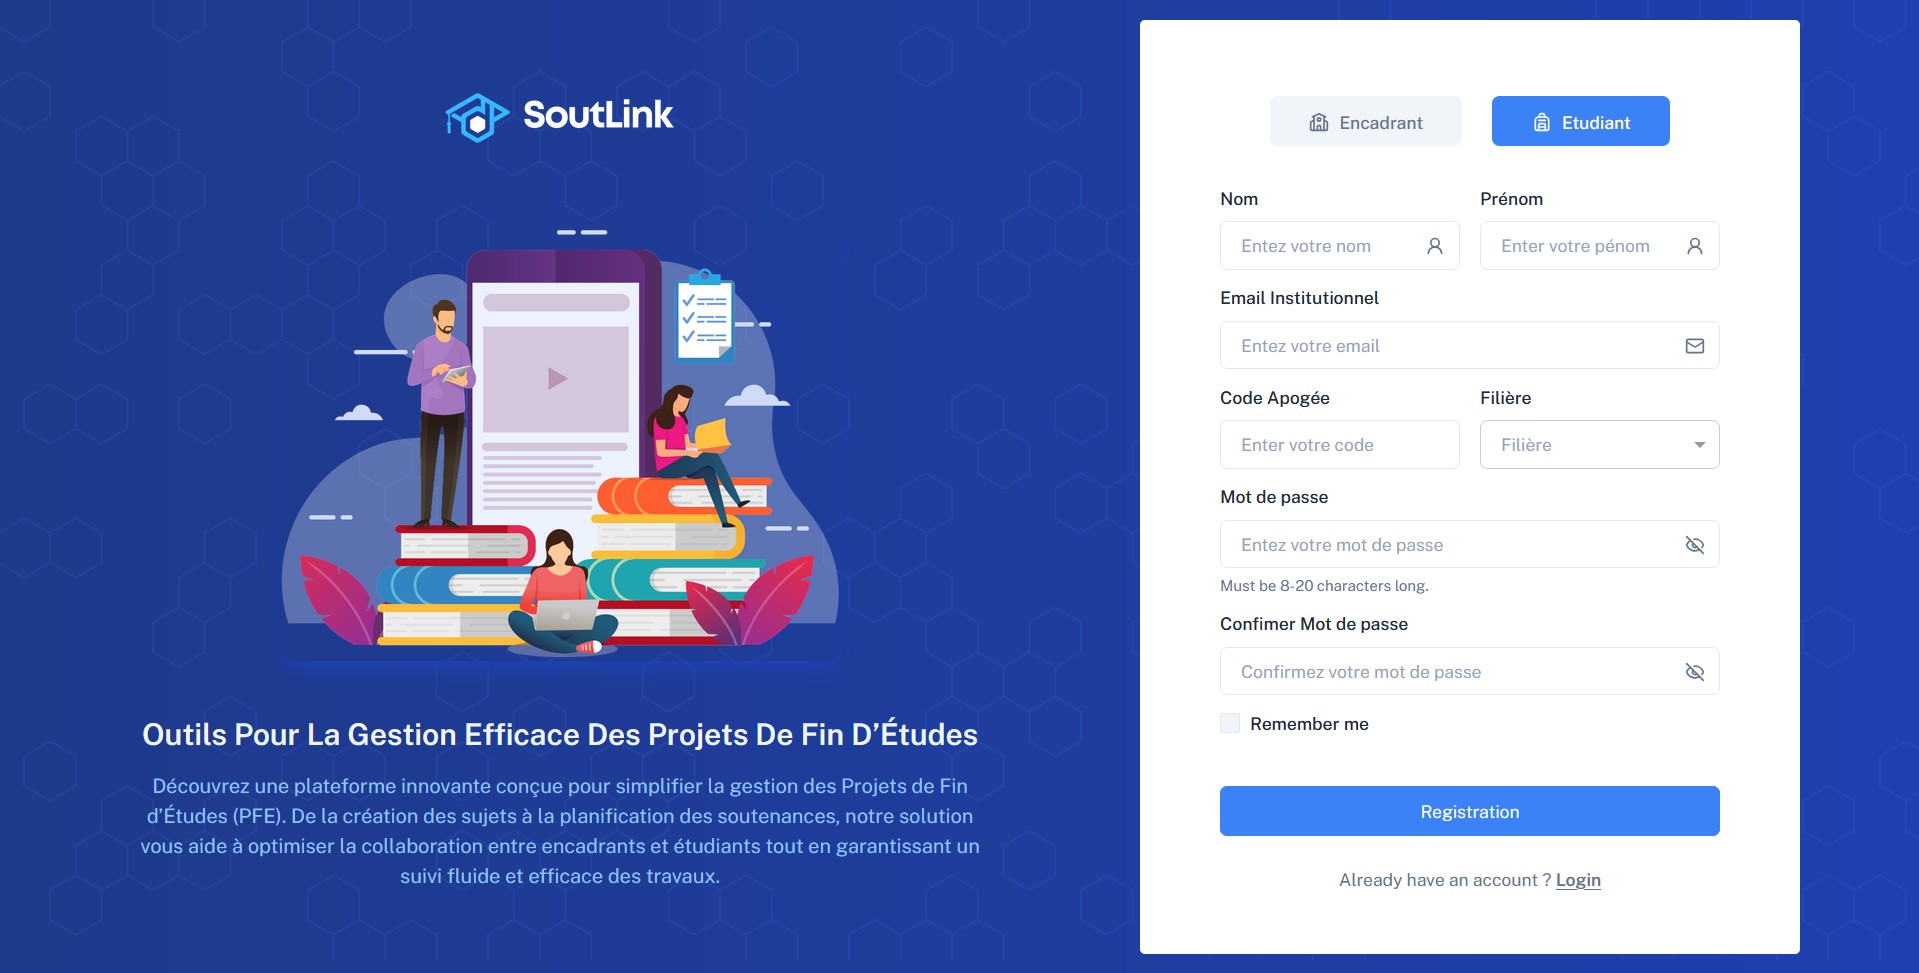 SoutLink
Outils Pour La Gestion Efficace Des Projets De Fin D’Études
Découvrez une plateforme innovante conçue pour simplifier la gestion des Projets de Fin
d’Études (PFE). De la création des sujets à la planification des soutenances, notre solution
vous aide à optimiser la collaboration entre encadrants et étudiants tout en garantissant un
suivi fluide et efficace des travaux.
Encadrant Etudiant
Nom Prénom
Entez votre nom Enter votre pénom
Email Institutionnel
Entez votre email
Code Apogée Filière
Enter votre code Filière
Mot de passe
Entez votre mot de passe
Must be 8-20 characters long.
Confimer Mot de passe
Confirmez votre mot de passe
Remember me
Registration
Already have an account ? Login